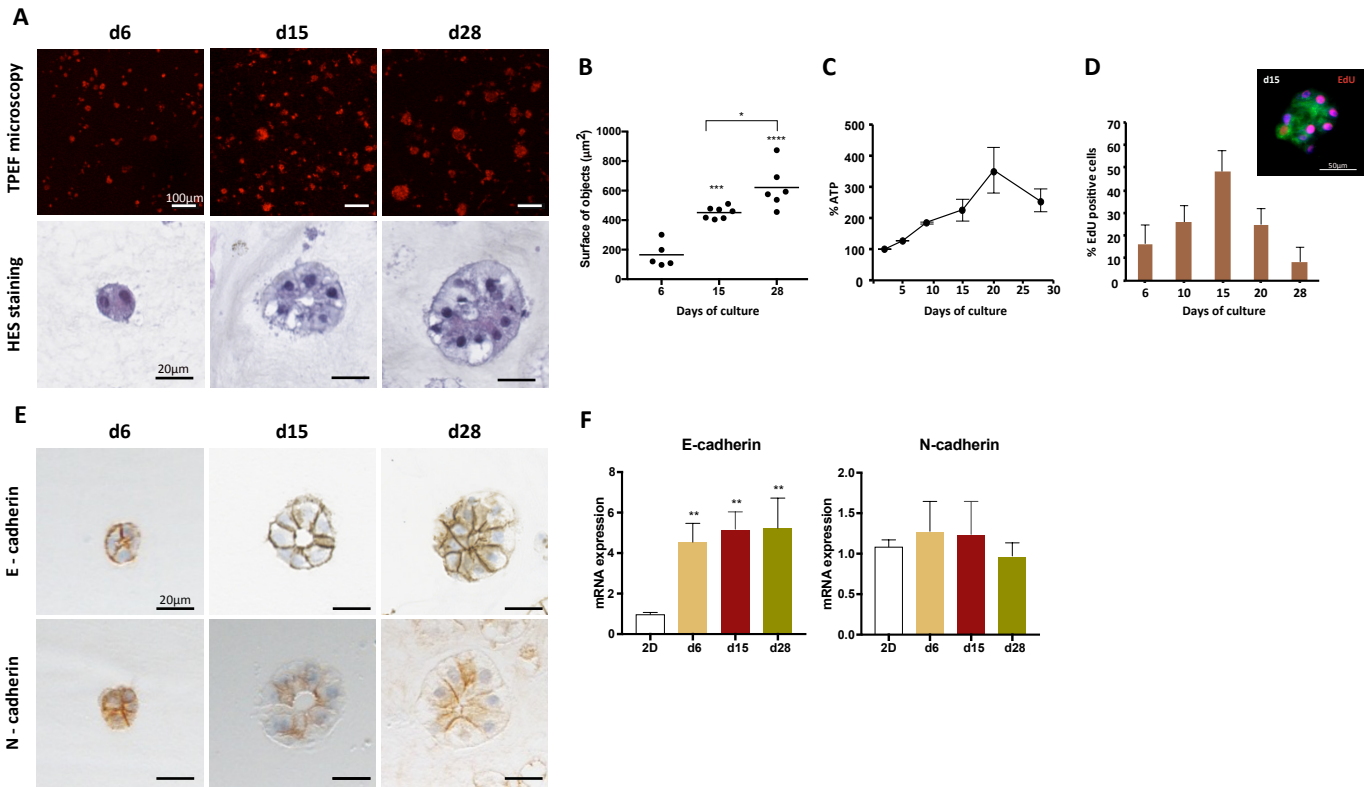 A
d6 d15 d28
TPEF microscopy
100µm
HES staining
20µm
B
Surface of objects (µm²)
1000
800
600
400
200
0
***
*
****
6 15 28
Days of culture
C
% ATP
500
400
300
200
100
0
5 10 15 20 25 30
Days of culture
D
d15 EdU
50µm
% EdU positive cells
70
60
50
40
30
20
10
0
6 10 15 20 28
Days of culture
E
d6 d15 d28
E - cadherin
20µm
N - cadherin
F
E-cadherin
mRNA expression
8
6
4
2
0
** ** **
2D d6 d15 d28
N-cadherin
mRNA expression
2.0
1.5
1.0
0.5
0.0
2D d6 d15 d28